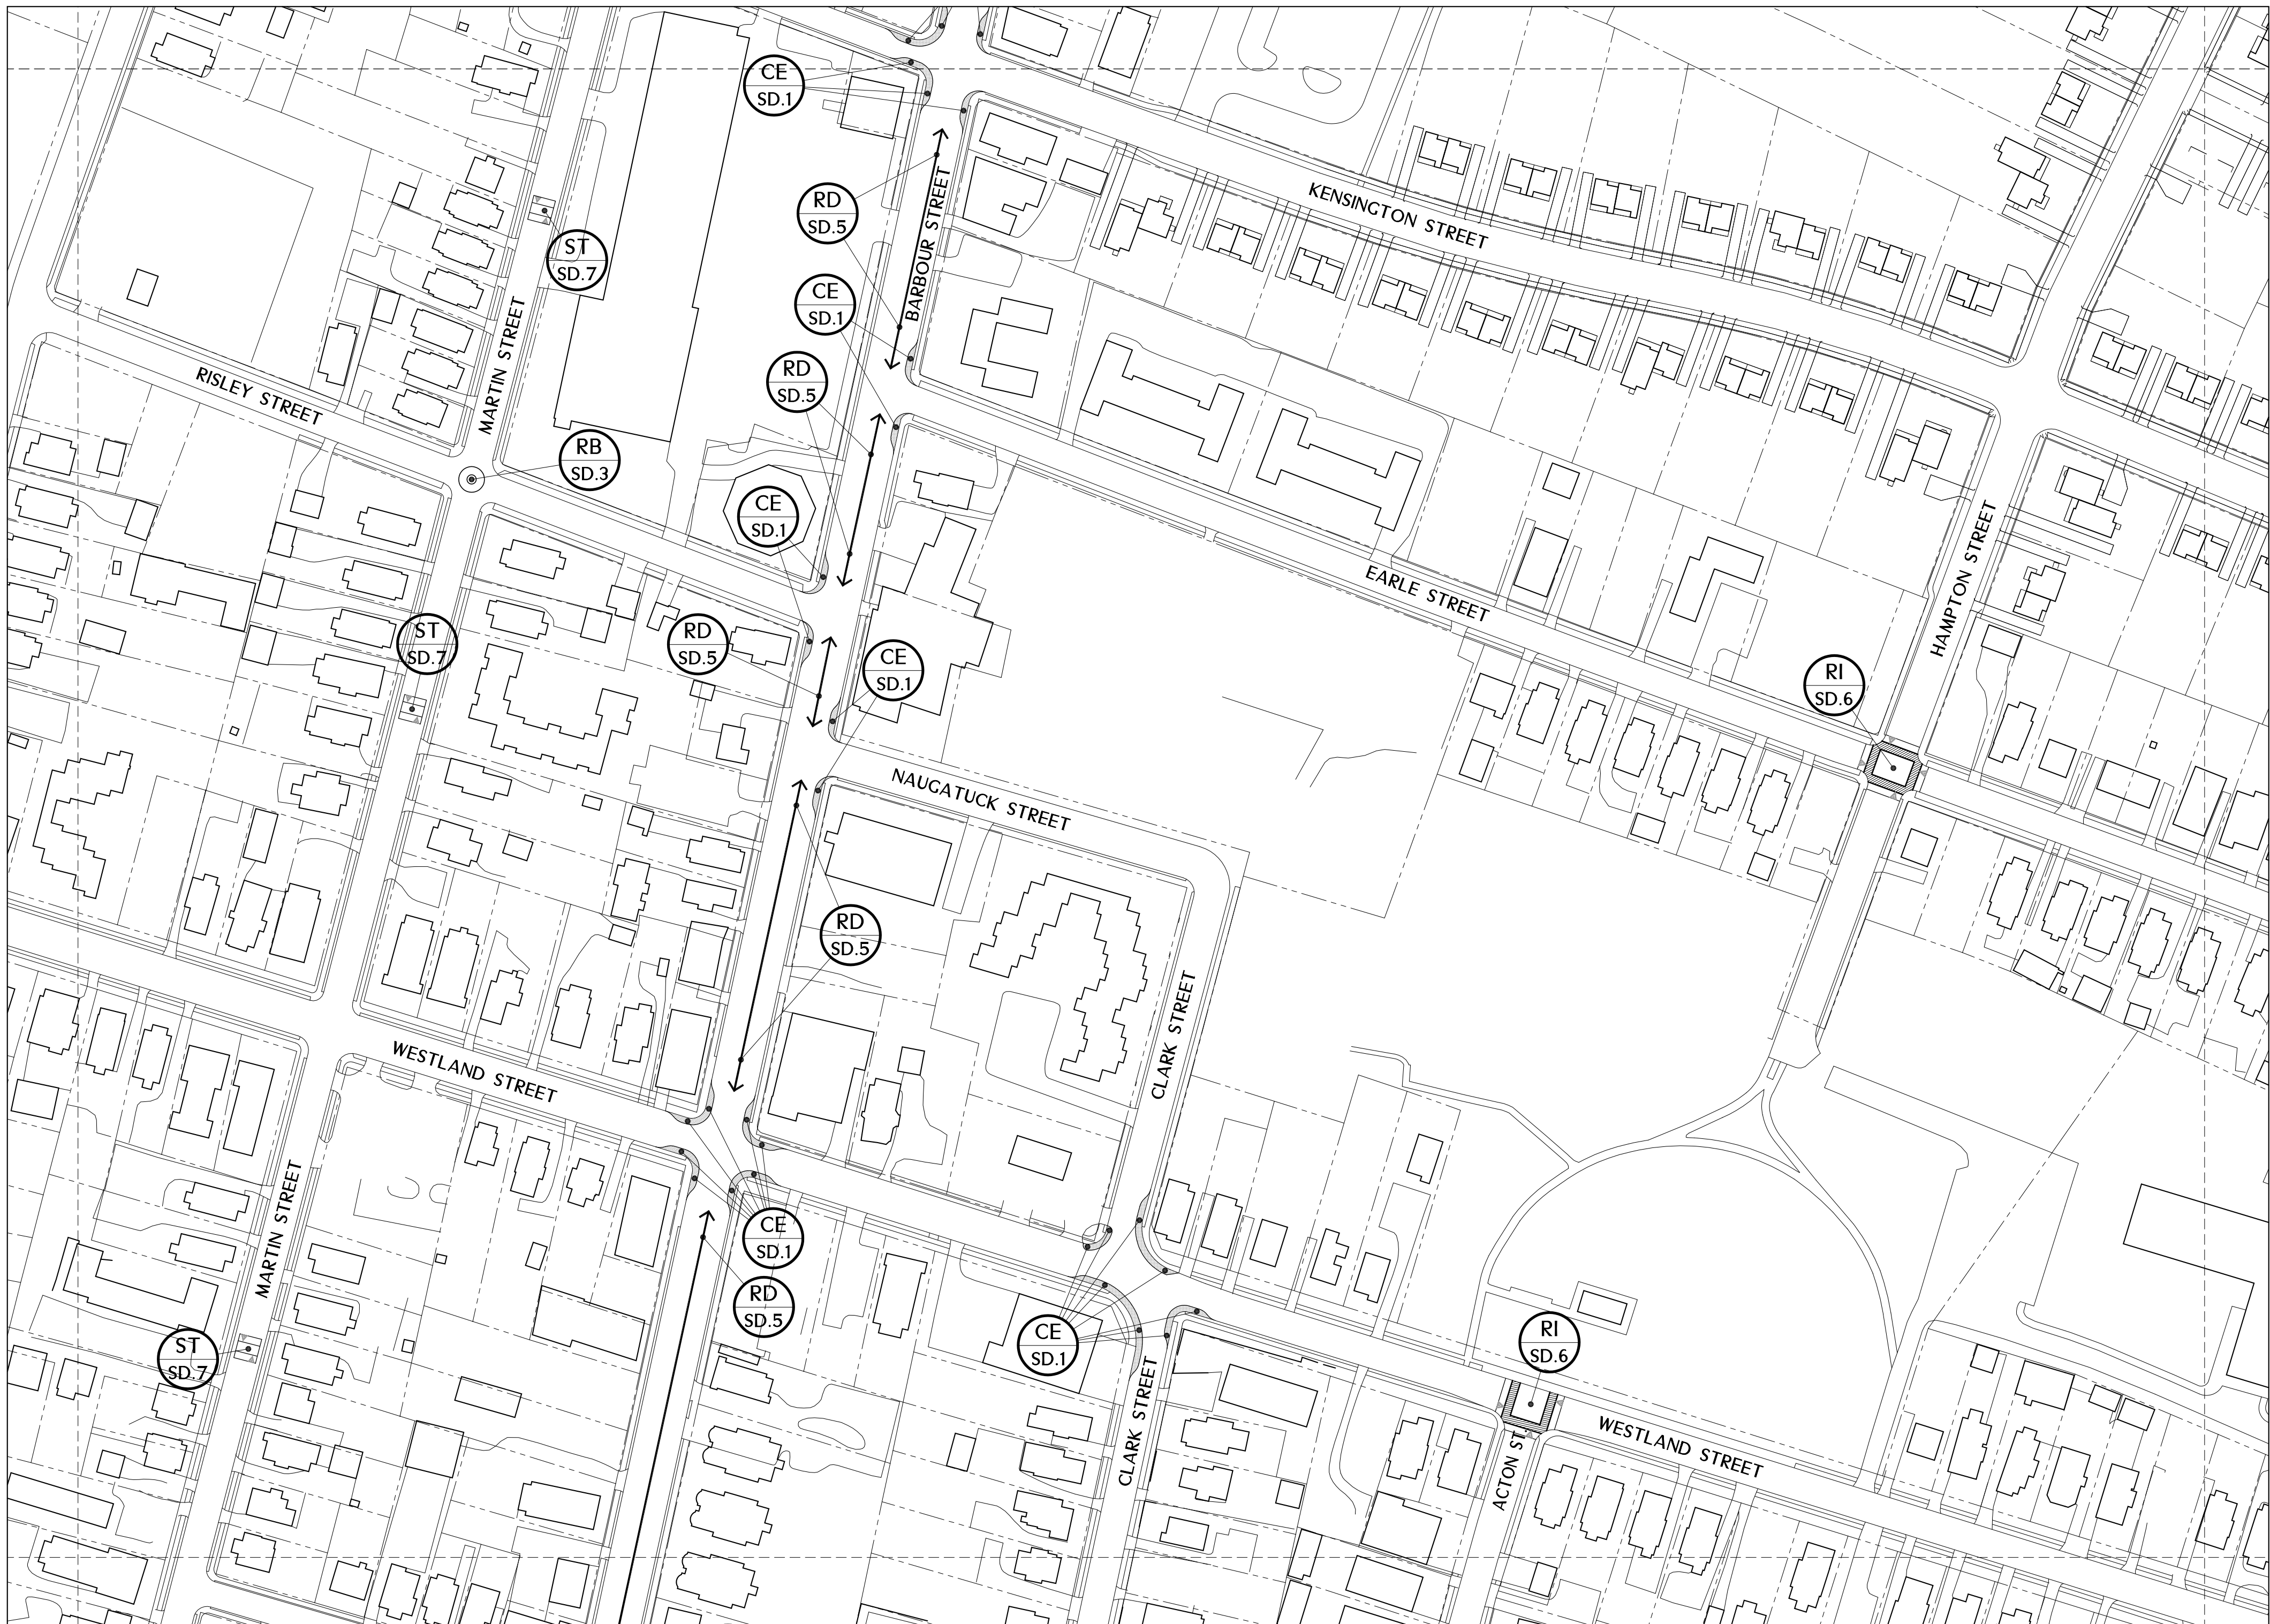 CE
SD.1
KENSINGTON STREET
RD
SD.5
BARBOUR STREET
ST
SD.7
CE
SD.1
MARTIN STREET
RISLEY STREET
RD
SD.5
RB
SD.3
CE
SD.1
EARLE STREET
HAMPTON STREET
ST
SD.7
RD
SD.5
CE
SD.1
RI
SD.6
NAUGATUCK STREET
RD
SD.5
CLARK STREET
WESTLAND STREET
MARTIN STREET
CE
SD.1
RD
SD.5
CE
SD.1
RI
SD.6
ST
SD.7
CLARK STREET
ACTON ST.
WESTLAND STREET